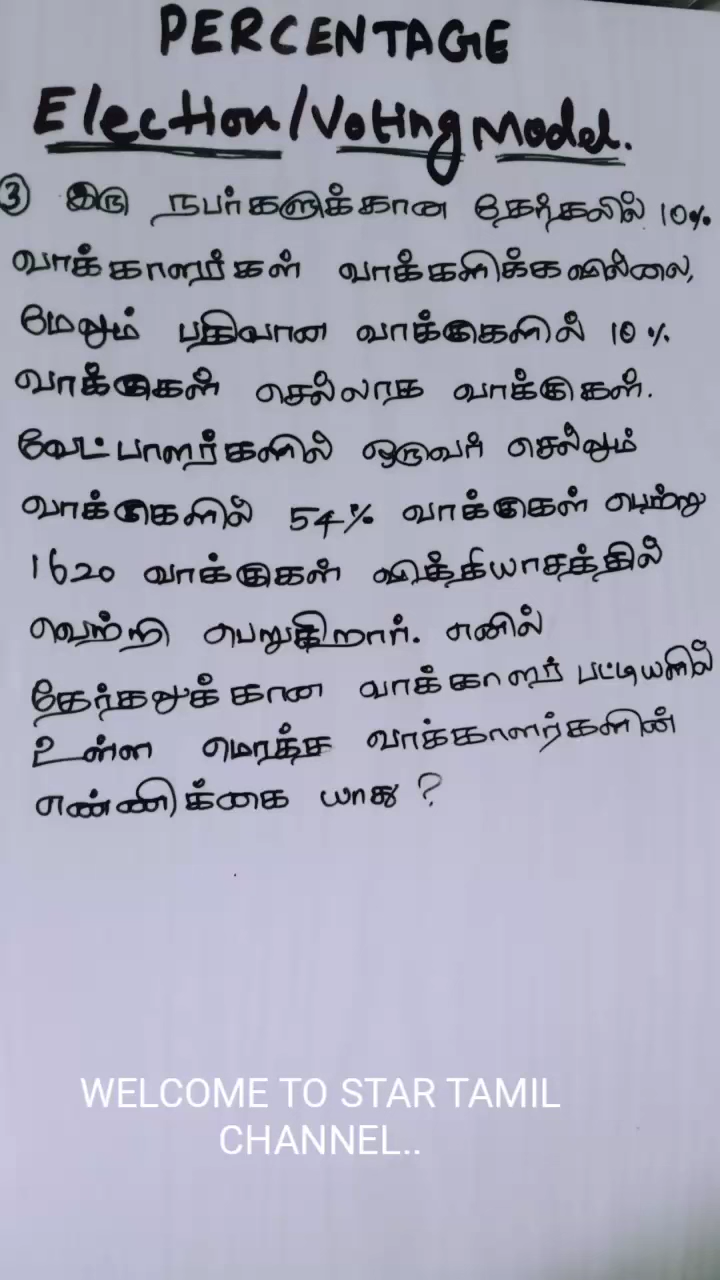 PERCENTAGE
Election/Voting Model.
③ இரு நபர்களுக்கான தேர்தலில் 10%
வாக்காளர்கள் வாக்களிக்கவில்லை,
மேலும் பதிவான வாக்குகளில் 10%
வாக்குகள் செல்லாத வாக்குகள்.
வேட்பாளர்களில் ஒருவர் செல்லும்
வாக்குகளில் 54% வாக்குகள் பெற்று
1620 வாக்குகள் வித்தியாசத்தில்
வெற்றி பெறுகிறார். எனில்
தேர்தலுக்கான வாக்காளர் பட்டியலில்
உள்ள மொத்த வாக்காளர்களின்
எண்ணிக்கை யாது?
WELCOME TO STAR TAMIL
CHANNEL..